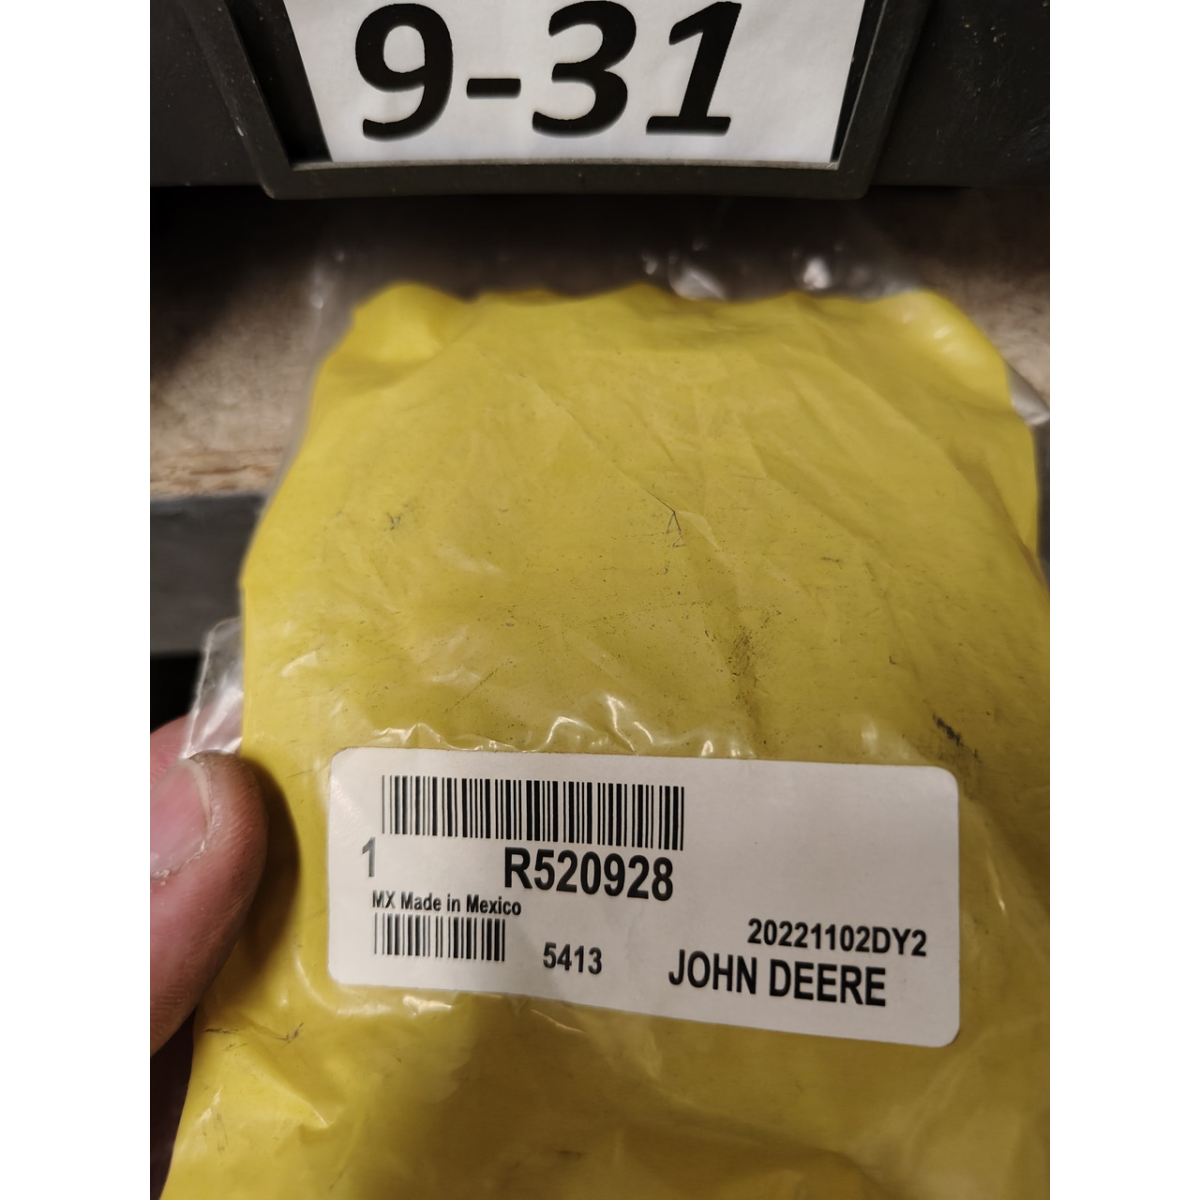 9-31
1
R520928
MX Made in Mexico
20221102DY2
5413
JOHN DEERE